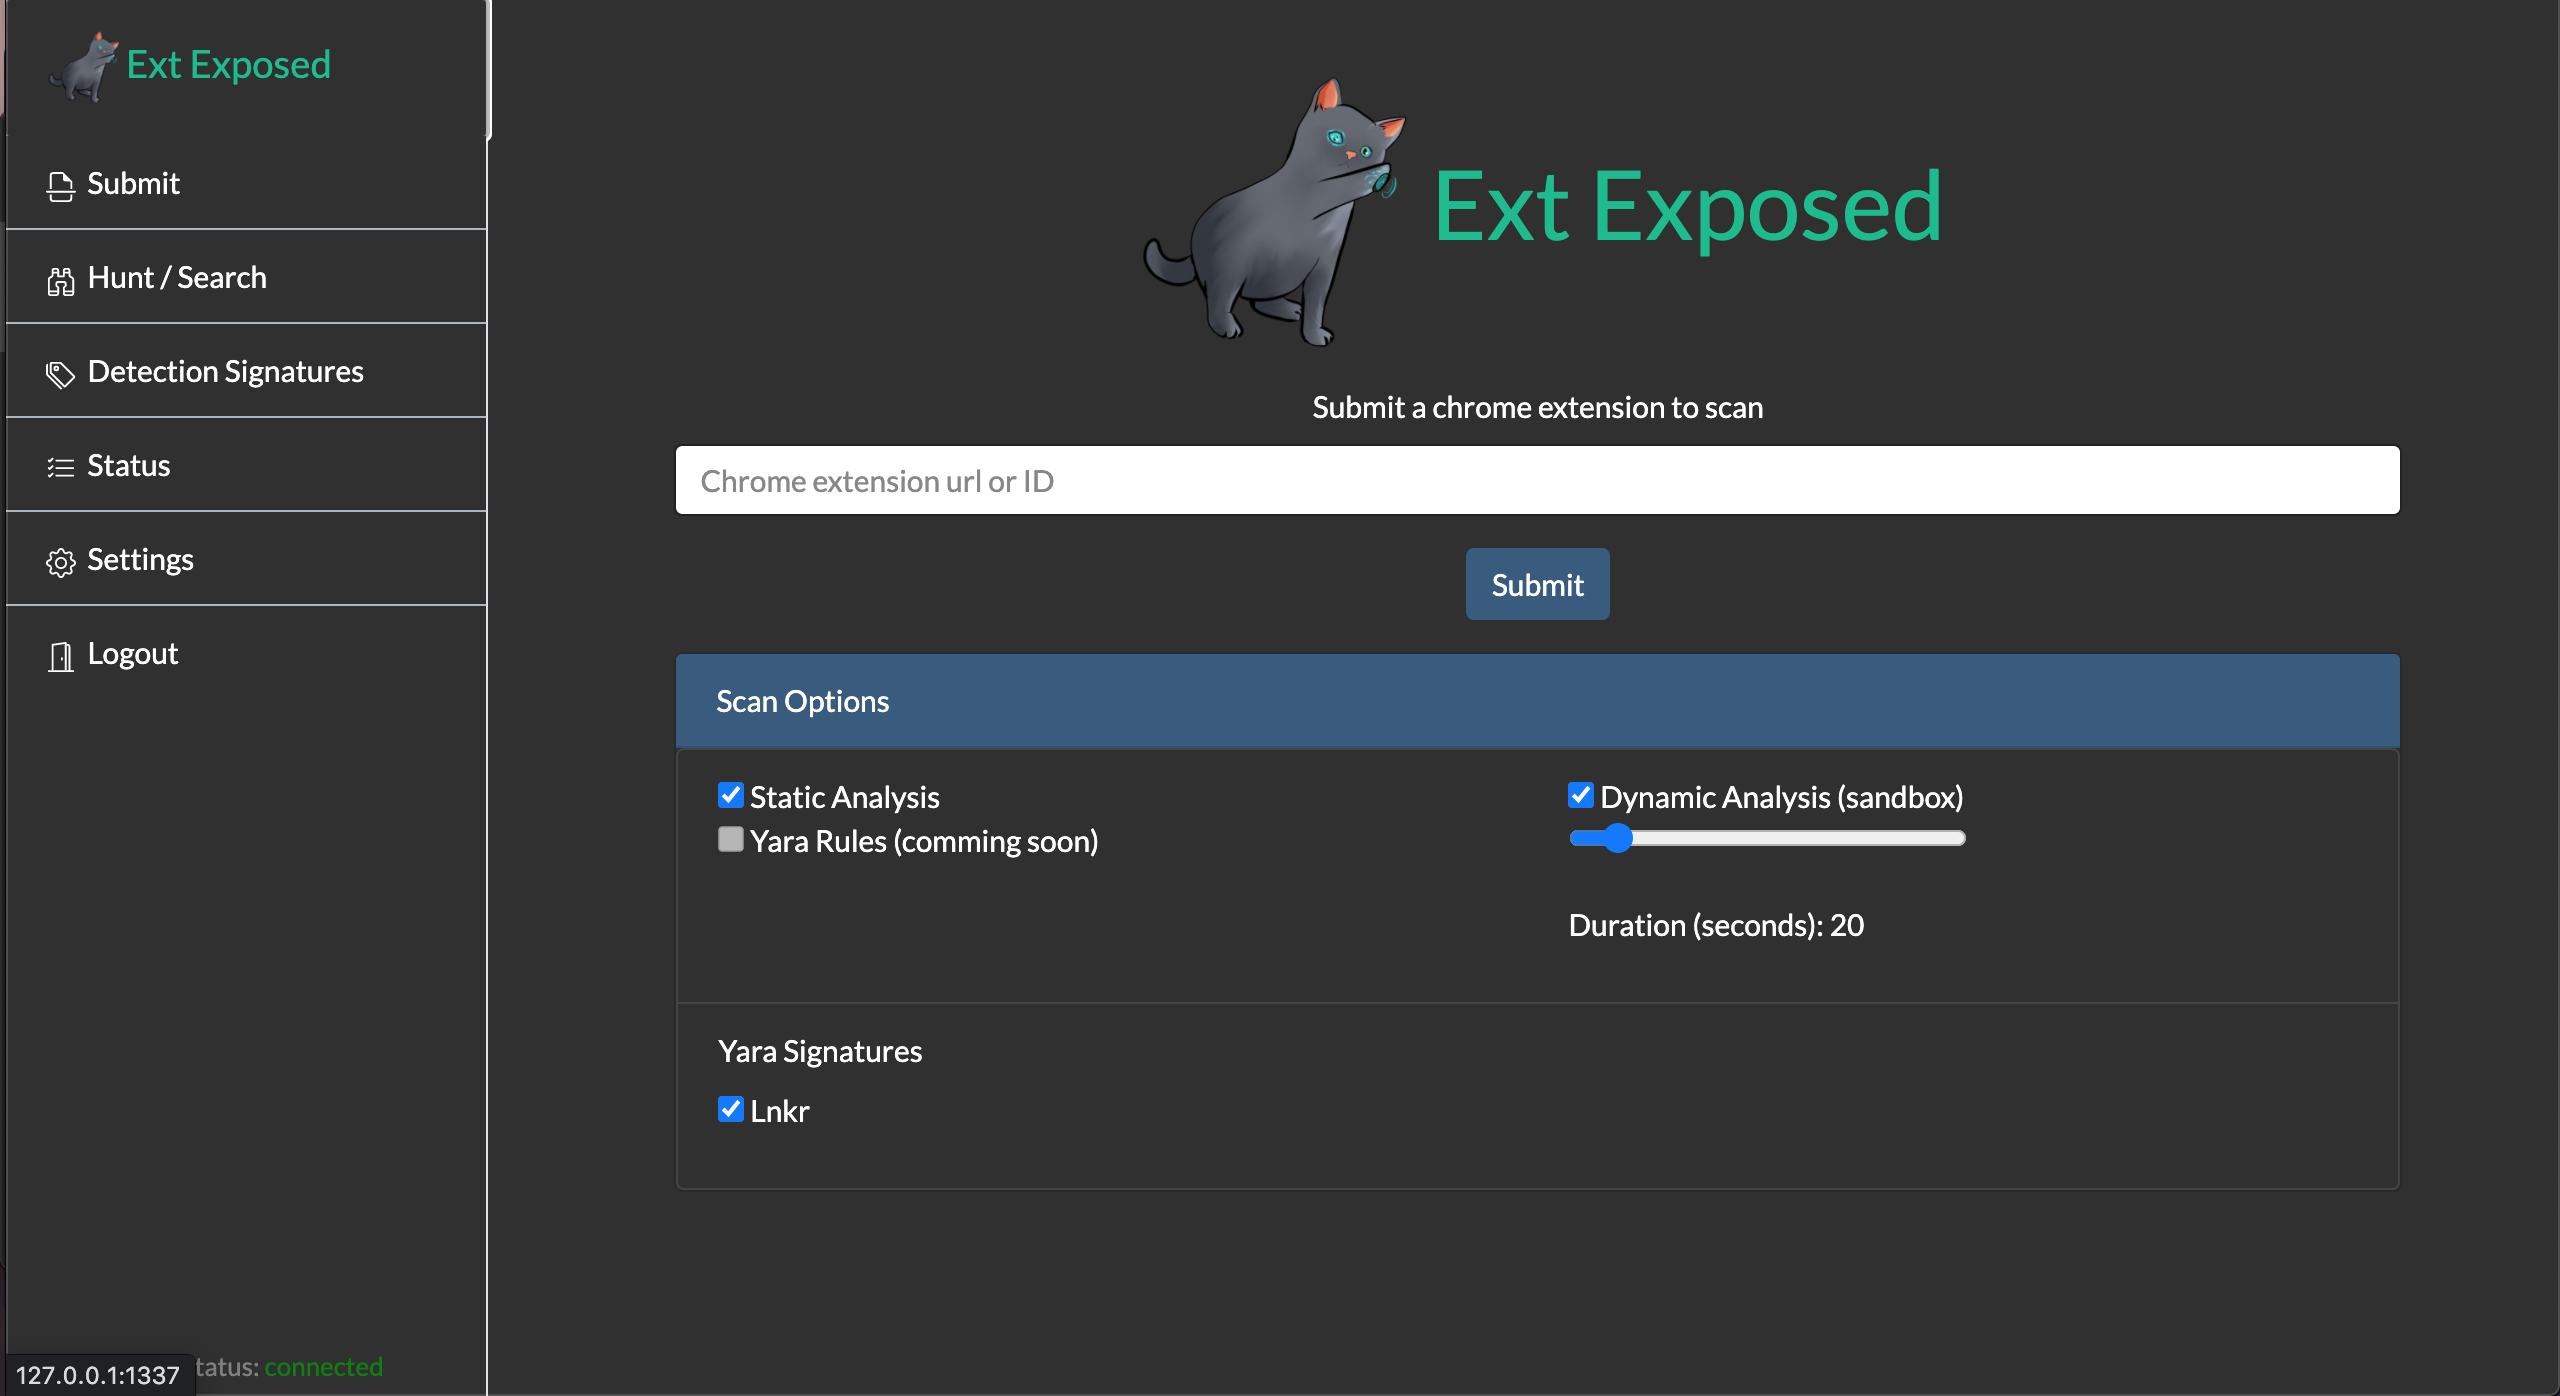 Ext Exposed
Submit
Hunt / Search
Detection Signatures
Status
Settings
Logout
127.0.0.1:1337
tatus: connected
Ext Exposed
Submit a chrome extension to scan
Chrome extension url or ID
Submit
Scan Options
Static Analysis
Yara Rules (comming soon)
Dynamic Analysis (sandbox)
Duration (seconds): 20
Yara Signatures
Lnkr